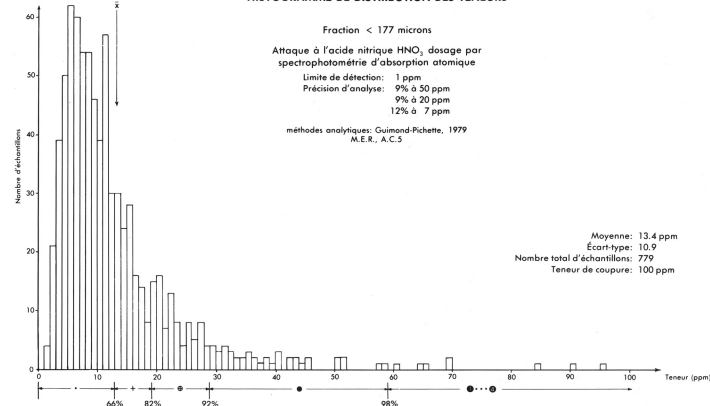 HISTOGRAMME DE DISTRIBUTION DES TENEURS
Fraction < 177 microns
Attaque à l'acide nitrique HNO₃ dosage par
spectrophotométrie d'absorption atomique
Limite de détection: 1 ppm
Précision d'analyse: 9% à 50 ppm
9% à 20 ppm
12% à 7 ppm
méthodes analytiques: Guimond-Pichette, 1979
M.E.R., A.C.5
Moyenne: 13.4 ppm
Écart-type: 10.9
Nombre total d'échantillons: 779
Teneur de coupure: 100 ppm
Nombre d'échantillons
60
50
40
30
20
10
0
x̄
0 10 20 30 40 50 60 70 80 90 100 Teneur (ppm)
66% 82% 92% 98%